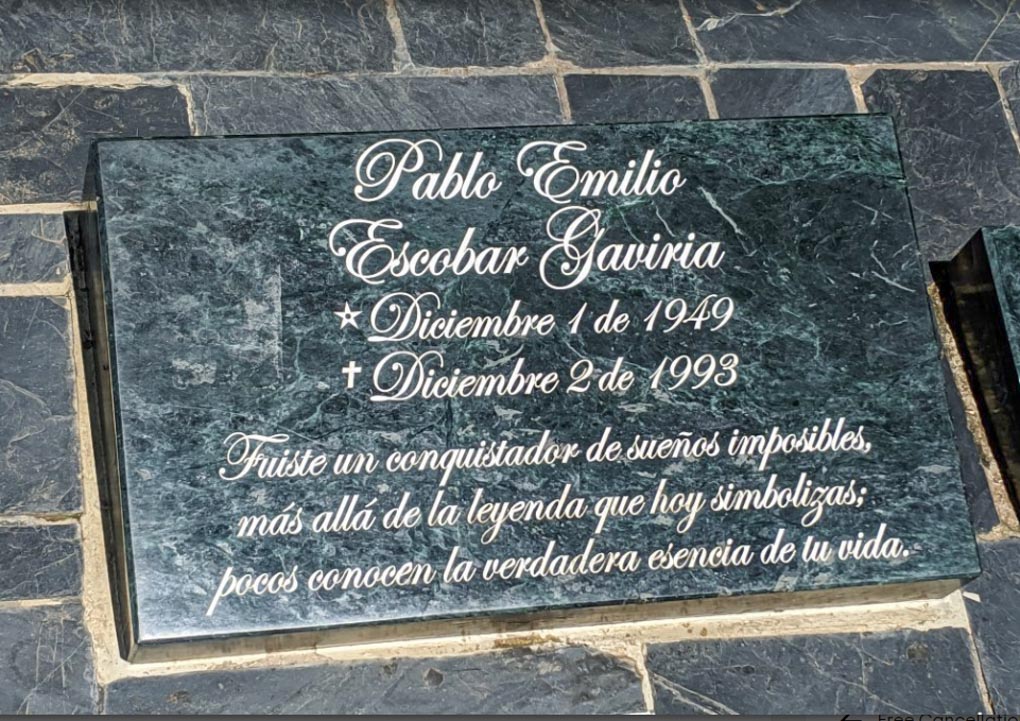 Pablo Emilio
Escobar Gaviria
☆ Diciembre 1 de 1949
✝ Diciembre 2 de 1993
Fuiste un conquistador de sueños imposibles,
más allá de la leyenda que hoy simbolizas;
pocos conocen la verdadera esencia de tu vida.
← Free